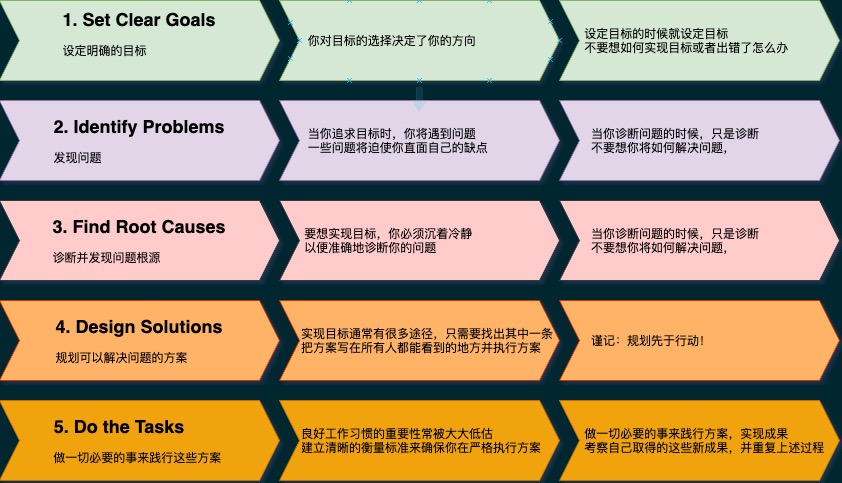 1. Set Clear Goals
设定明确的目标
你对目标的选择决定了你的方向
设定目标的时候就设定目标
不要想如何实现目标或者出错了怎么办
2. Identify Problems
发现问题
当你追求目标时，你将遇到问题
一些问题将迫使你直面自己的缺点
当你诊断问题的时候，只是诊断
不要想你将如何解决问题，
3. Find Root Causes
诊断并发现问题根源
要想实现目标，你必须沉着冷静
以便准确地诊断你的问题
当你诊断问题的时候，只是诊断
不要想你将如何解决问题，
4. Design Solutions
规划可以解决问题的方案
实现目标通常有很多途径，只需要找出其中一条
把方案写在所有人都能看到的地方并执行方案
谨记：规划先于行动！
5. Do the Tasks
做一切必要的事来践行这些方案
良好工作习惯的重要性常被大大低估
建立清晰的衡量标准来确保你在严格执行方案
做一切必要的事来践行方案，实现成果
考察自己取得的这些新成果，并重复上述过程